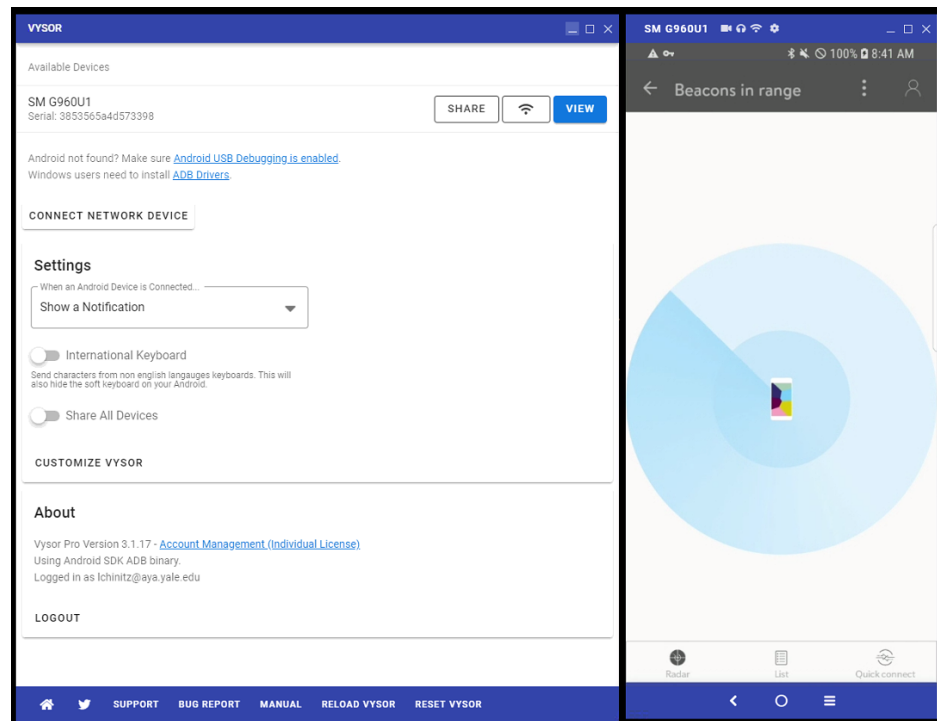 VYSOR
Available Devices
SM G960U1
Serial: 3853565a4d573398
SHARE
VIEW
Android not found? Make sure Android USB Debugging is enabled.
Windows users need to install ADB Drivers.
CONNECT NETWORK DEVICE
Settings
When an Android Device is Connected...
Show a Notification
International Keyboard
Send characters from non english langauges keyboards. This will
also hide the soft keyboard on your Android.
Share All Devices
CUSTOMIZE VYSOR
About
Vysor Pro Version 3.1.17 - Account Management (Individual License)
Using Android SDK ADB binary.
Logged in as lchinitz@aya.yale.edu
LOGOUT
SUPPORT BUG REPORT MANUAL RELOAD VYSOR RESET VYSOR
SM G960U1
100% 8:41 AM
Beacons in range
Radar List Quick connect